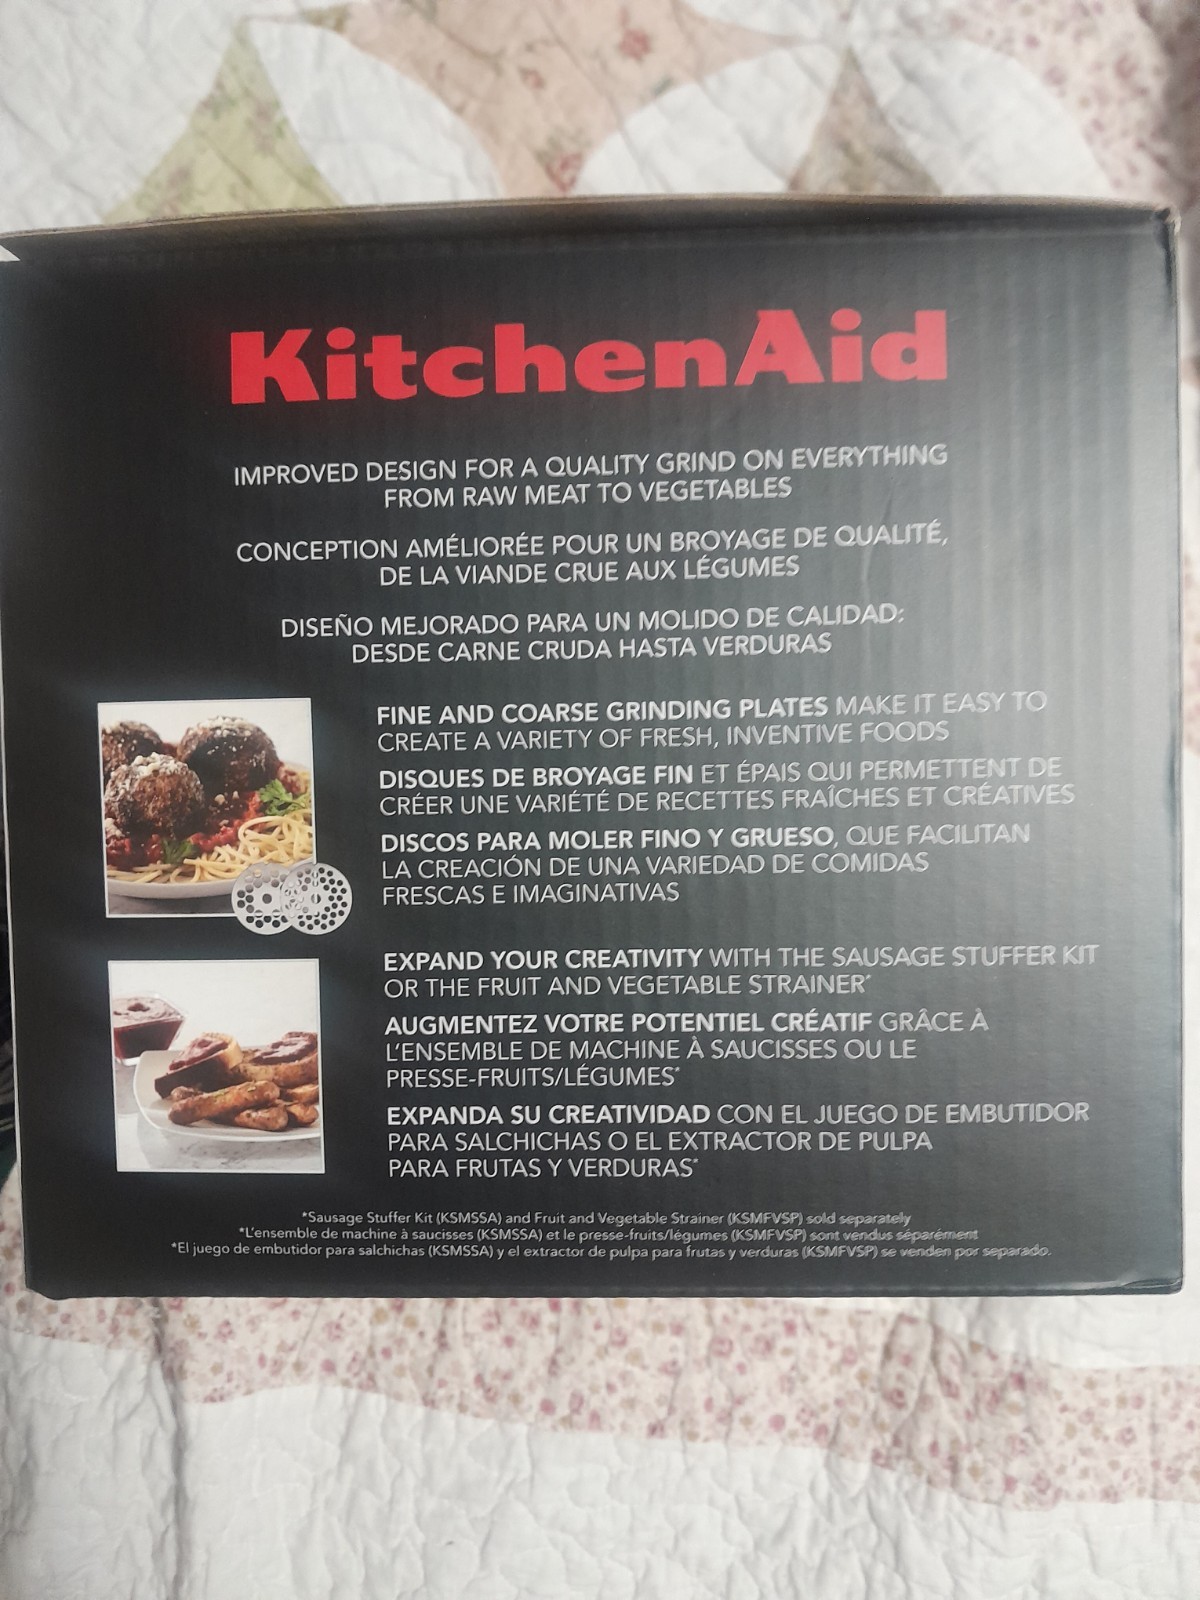 KitchenAid
IMPROVED DESIGN FOR A QUALITY GRIND ON EVERYTHING
FROM RAW MEAT TO VEGETABLES
CONCEPTION AMÉLIORÉE POUR UN BROYAGE DE QUALITÉ,
DE LA VIANDE CRUE AUX LÉGUMES
DISEÑO MEJORADO PARA UN MOLIDO DE CALIDAD:
DESDE CARNE CRUDA HASTA VERDURAS
FINE AND COARSE GRINDING PLATES MAKE IT EASY TO
CREATE A VARIETY OF FRESH, INVENTIVE FOODS
DISQUES DE BROYAGE FIN ET ÉPAIS QUI PERMETTENT DE
CRÉER UNE VARIÉTÉ DE RECETTES FRAÎCHES ET CRÉATIVES
DISCOS PARA MOLER FINO Y GRUESO, QUE FACILITAN
LA CREACIÓN DE UNA VARIEDAD DE COMIDAS
FRESCAS E IMAGINATIVAS
EXPAND YOUR CREATIVITY WITH THE SAUSAGE STUFFER KIT
OR THE FRUIT AND VEGETABLE STRAINER*
AUGMENTEZ VOTRE POTENTIEL CRÉATIF GRÂCE À
L'ENSEMBLE DE MACHINE À SAUCISSES OU LE
PRESSE-FRUITS/LÉGUMES*
EXPANDA SU CREATIVIDAD CON EL JUEGO DE EMBUTIDOR
PARA SALCHICHAS O EL EXTRACTOR DE PULPA
PARA FRUTAS Y VERDURAS*
*Sausage Stuffer Kit (KSMSSA) and Fruit and Vegetable Strainer (KSMFVSP) sold separately
*L'ensemble de machine à saucisses (KSMSSA) et le presse-fruits/légumes (KSMFVSP) sont vendus séparément
*El juego de embutidor para salchichas (KSMSSA) y el extractor de pulpa para frutas y verduras (KSMFVSP) se venden por separado.